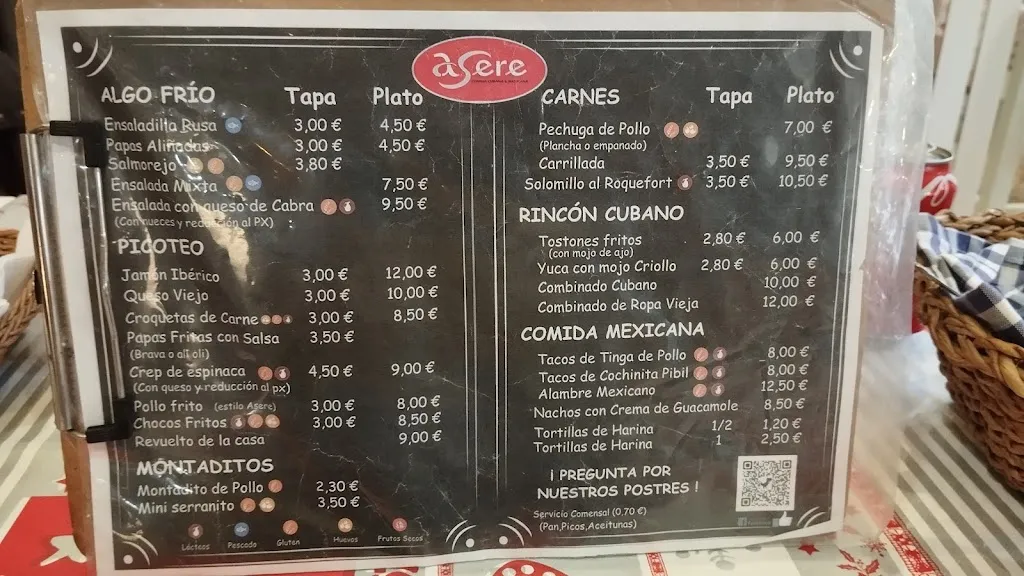 aSere
ALGO FRÍO Tapa Plato
Ensaladilla Rusa 3,00 € 4,50 €
Papas Aliñadas 3,00 € 4,50 €
Salmorejo 3,80 €
Ensalada Mixta 7,50 €
Ensalada con queso de Cabra 9,50 €
(Con nueces y reducción al PX)
PICOTEO
Jamón Ibérico 3,00 € 12,00 €
Queso Viejo 3,00 € 10,00 €
Croquetas de Carne 3,00 € 8,50 €
Papas Fritas con Salsa 3,50 €
(Brava o ali oli)
Crep de espinaca 4,50 € 9,00 €
(Con queso y reducción al px)
Pollo frito (estilo Asere) 3,00 € 8,00 €
Chocos Fritos 3,00 € 8,50 €
Revuelto de la casa 9,00 €
MONTADITOS
Montadito de Pollo 2,30 €
Mini serranito 3,50 €
Lácteos Pescado Gluten Huevos Frutos Secos
CARNES Tapa Plato
Pechuga de Pollo 7,00 €
(Plancha o empanado)
Carrillada 3,50 € 9,50 €
Solomillo al Roquefort 3,50 € 10,50 €
RINCÓN CUBANO
Tostones fritos 2,80 € 6,00 €
(con mojo de ajo)
Yuca con mojo Criollo 2,80 € 6,00 €
Combinado Cubano 10,00 €
Combinado de Ropa Vieja 12,00 €
COMIDA MEXICANA
Tacos de Tinga de Pollo 8,00 €
Tacos de Cochinita Pibil 8,00 €
Alambre Mexicano 12,50 €
Nachos con Crema de Guacamole 8,50 €
Tortillas de Harina 1/2 1,20 €
Tortillas de Harina 1 2,50 €
¡ PREGUNTA POR
NUESTROS POSTRES !
Servicio Comensal (0,70 €)
(Pan,Picos,Aceitunas)